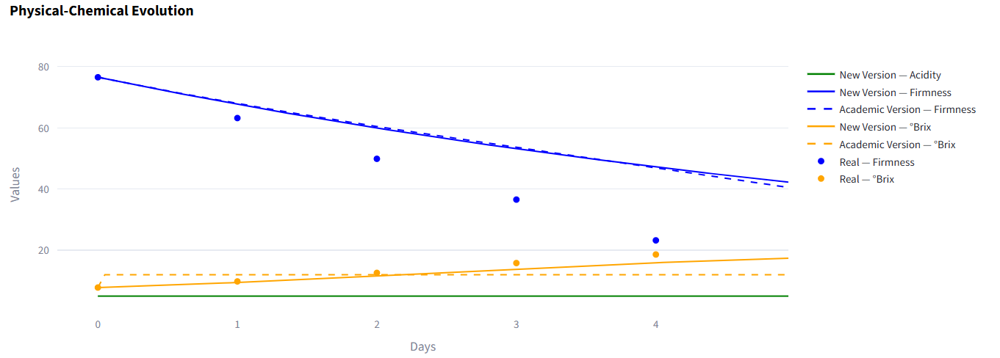 Physical-Chemical Evolution
80
60
40
20
Values
0
1
2
3
4
Days
New Version — Acidity
New Version — Firmness
Academic Version — Firmness
New Version — °Brix
Academic Version — °Brix
Real — Firmness
Real — °Brix